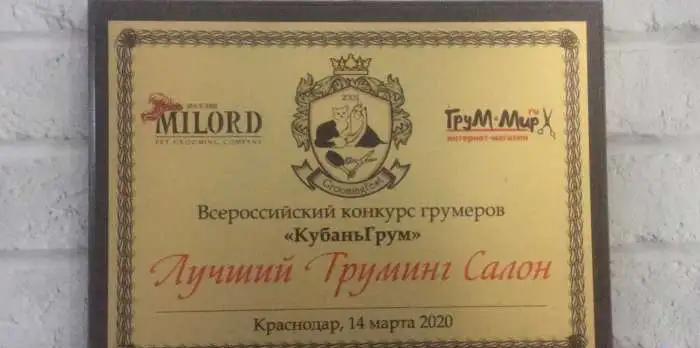 MILORD
PET GROOMING COMPANY
ГруМ-Мир.ru
интернет-магазин
Всероссийский конкурс грумеров
«КубаньГрум»
Лучший Груминг Салон
Краснодар, 14 марта 2020